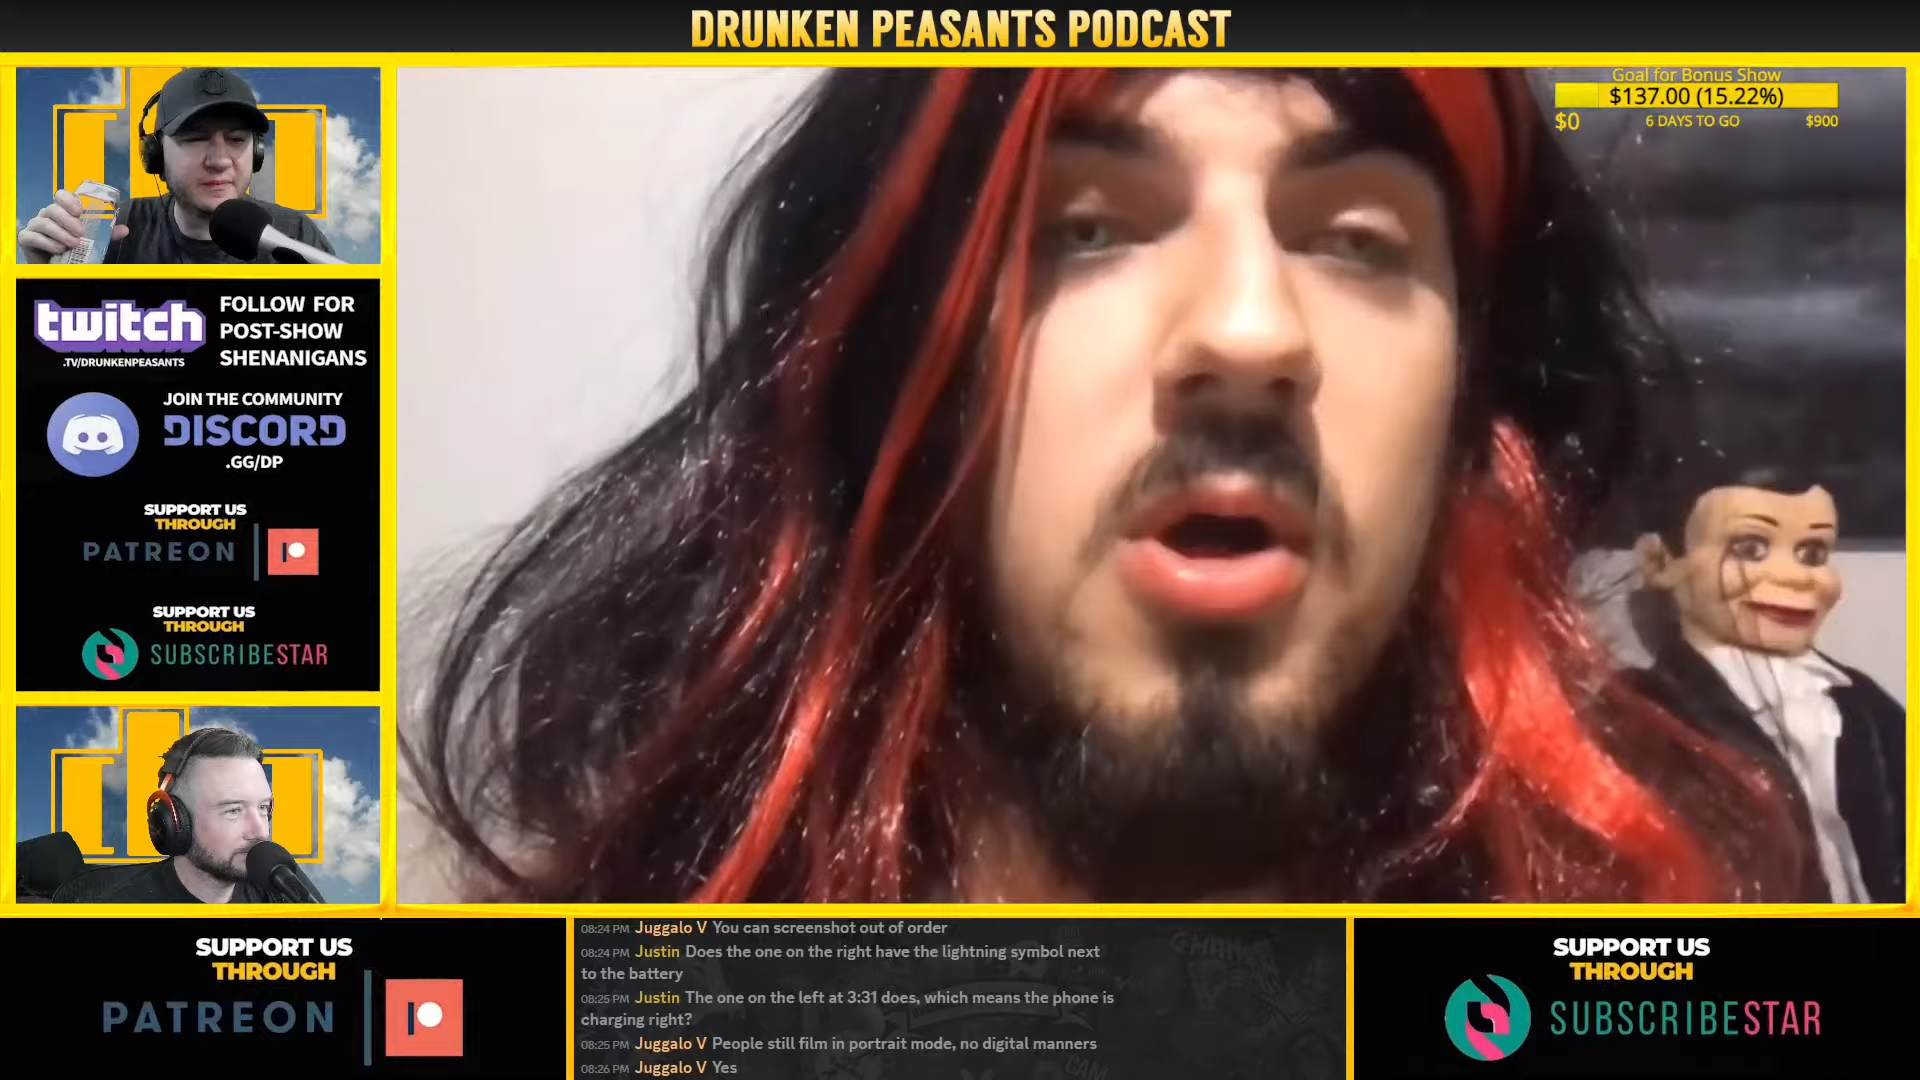 DRUNKEN PEASANTS PODCAST
Goal for Bonus Show
$137.00 (15.22%)
$0 6 DAYS TO GO $900
twitch
.TV/DRUNKENPEASANTS
FOLLOW FOR
POST-SHOW
SHENANIGANS
JOIN THE COMMUNITY
DISCORD
.GG/DP
SUPPORT US
THROUGH
PATREON
SUPPORT US
THROUGH
SUBSCRIBESTAR
SUPPORT US
THROUGH
PATREON
08:24 PM Juggalo V You can screenshot out of order
08:24 PM Justin Does the one on the right have the lightning symbol next
to the battery
08:25 PM Justin The one on the left at 3:31 does, which means the phone is
charging right?
08:25 PM Juggalo V People still film in portrait mode, no digital manners
08:26 PM Juggalo V Yes
SUPPORT US
THROUGH
SUBSCRIBESTAR